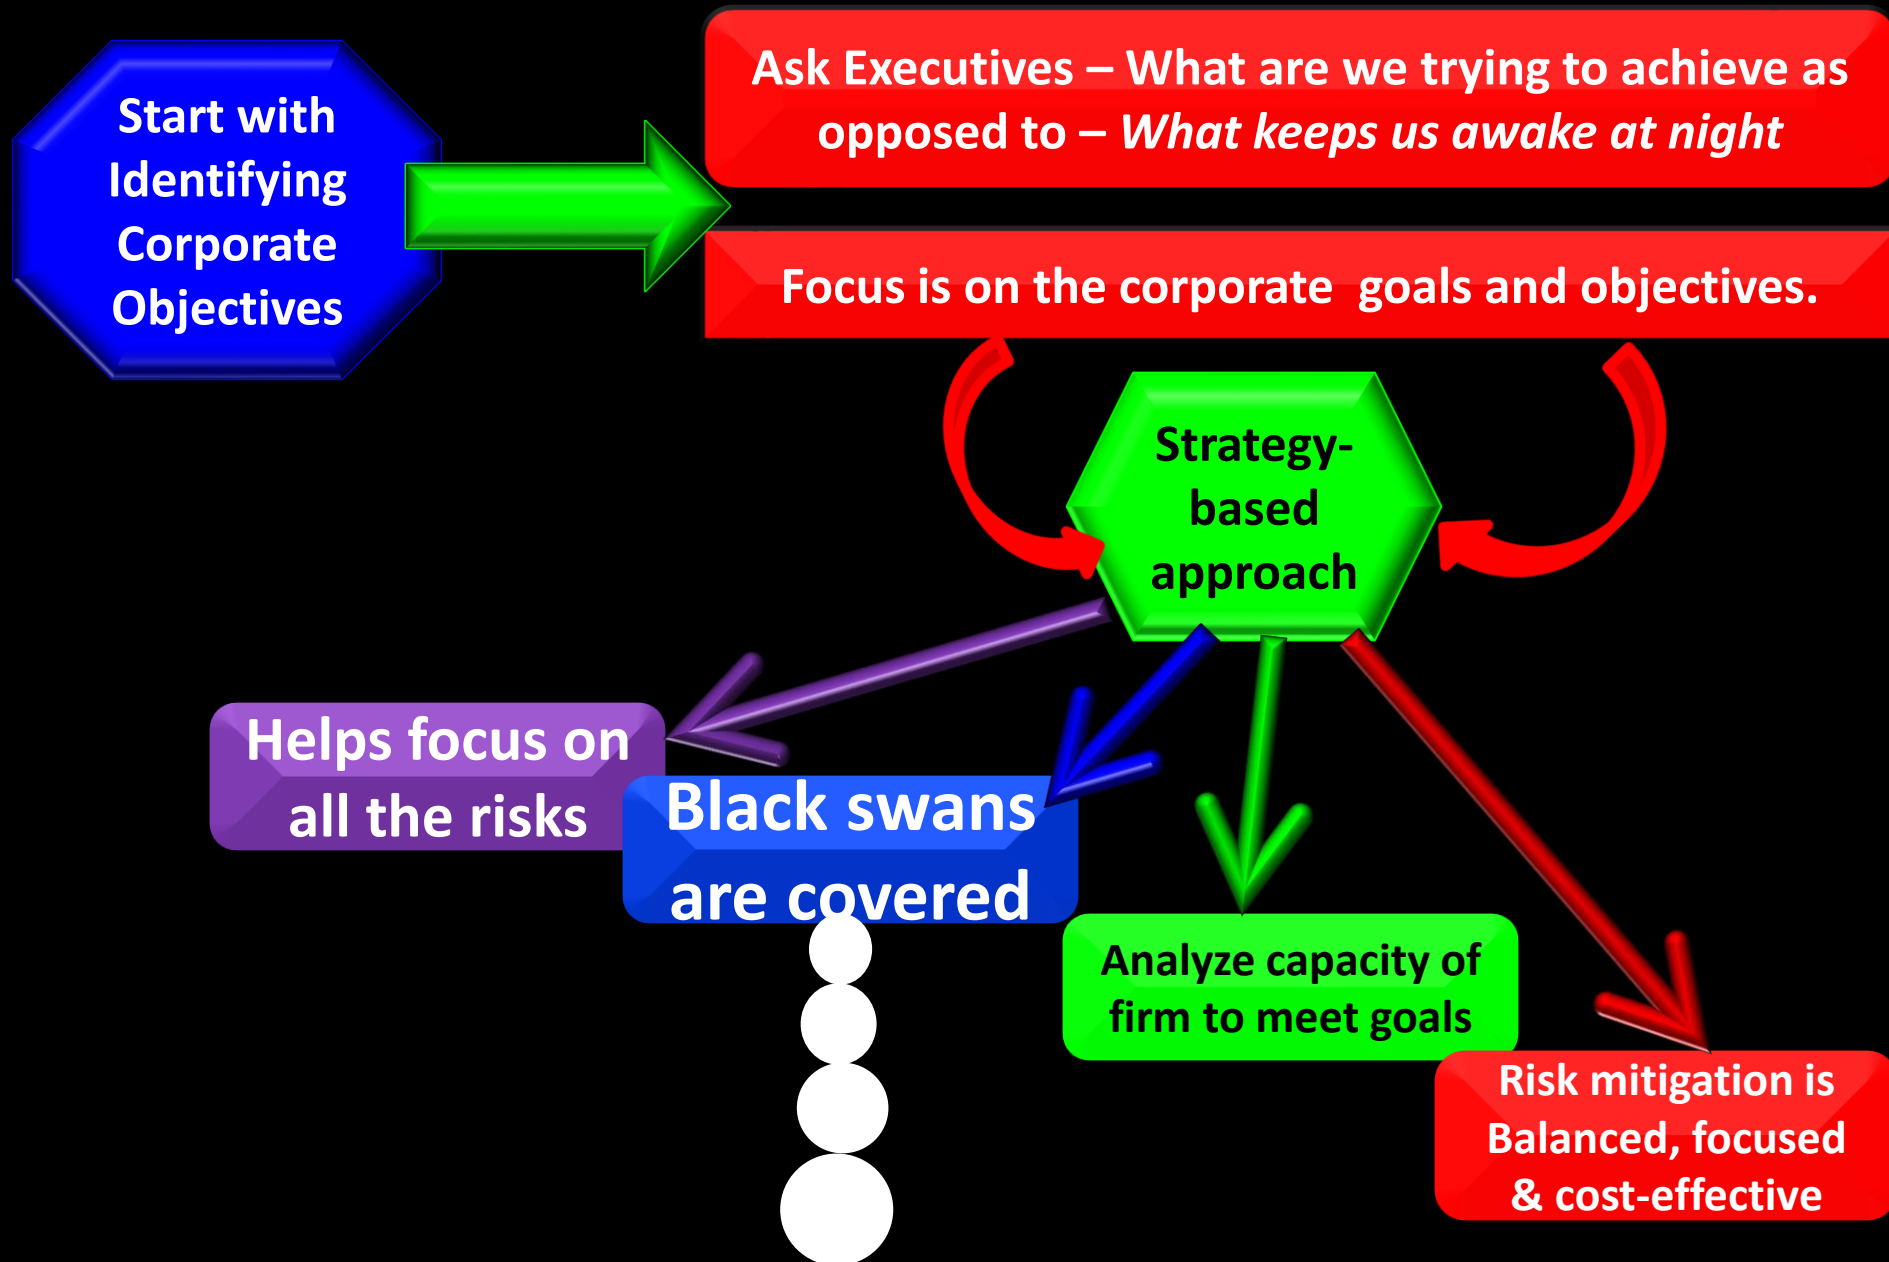 Start with
Identifying
Corporate
Objectives
Ask Executives – What are we trying to achieve as
opposed to – What keeps us awake at night
Focus is on the corporate  goals and objectives.
Strategy-
based
approach
Helps focus on
all the risks
Black swans
are covered
Analyze capacity of
firm to meet goals
Risk mitigation is
Balanced, focused
& cost-effective